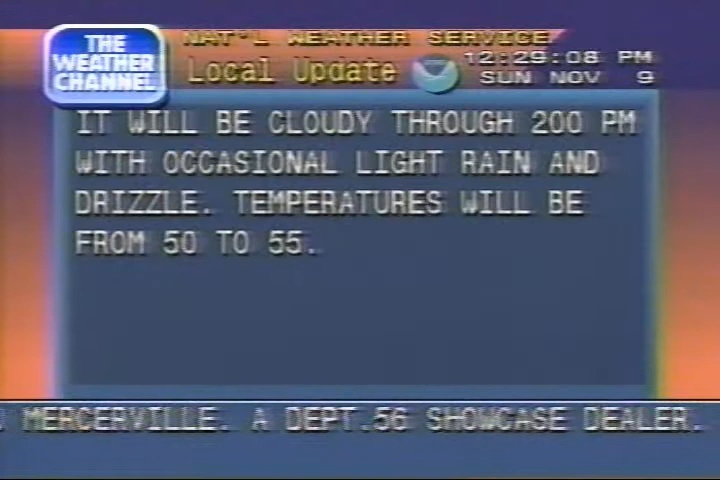 THE
WEATHER
CHANNEL
NAT'L WEATHER SERVICE
Local Update
12:29:08 PM
SUN NOV 9
IT WILL BE CLOUDY THROUGH 200 PM
WITH OCCASIONAL LIGHT RAIN AND
DRIZZLE. TEMPERATURES WILL BE
FROM 50 TO 55.
MERCERVILLE. A DEPT.56 SHOWCASE DEALER.